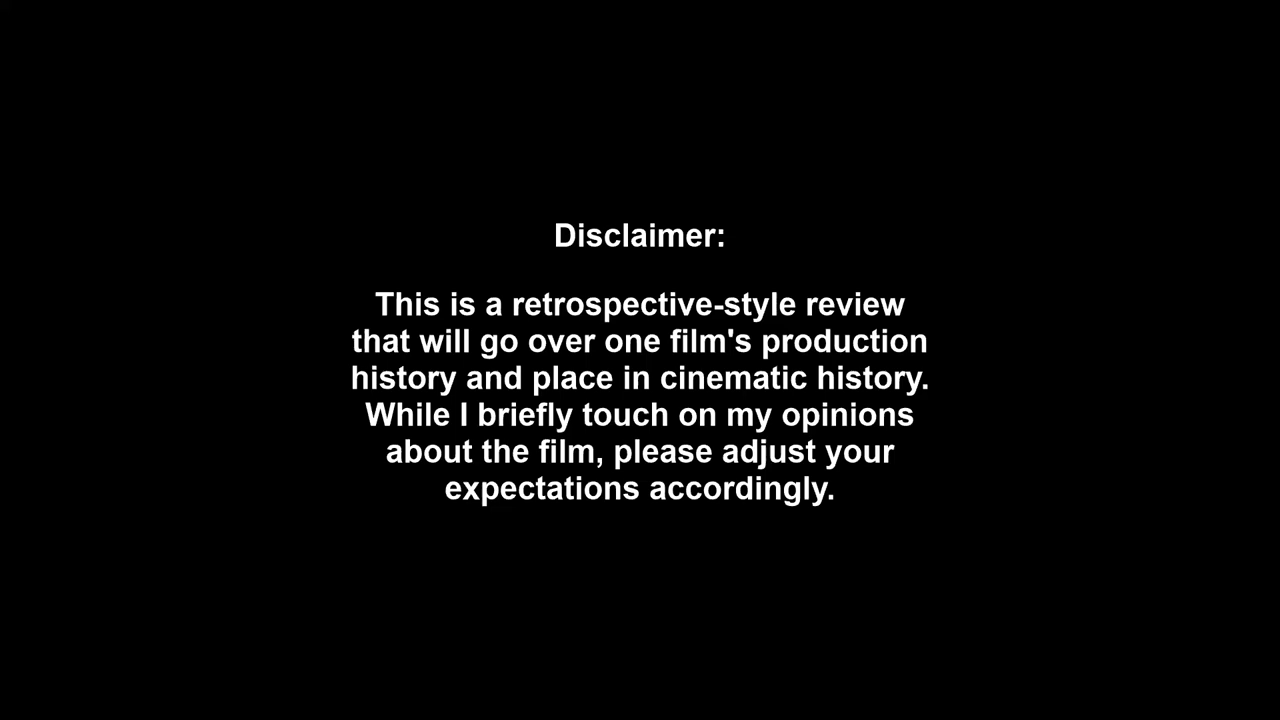 Disclaimer:
This is a retrospective-style review
that will go over one film's production
history and place in cinematic history.
While I briefly touch on my opinions
about the film, please adjust your
expectations accordingly.